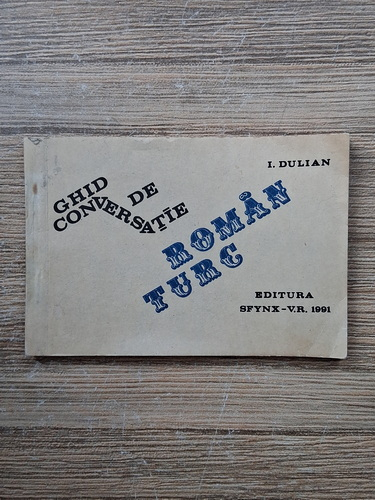 I. DULIAN
GHID DE
CONVERSAȚIE
ROMÂN
TURC
EDITURA
SFYNX-V.R. 1991